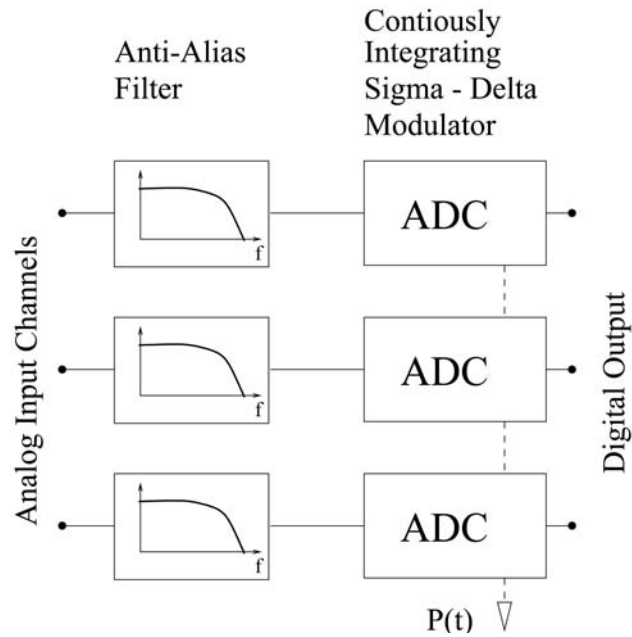 Anti-Alias
Filter
Contiously
Integrating
Sigma - Delta
Modulator
Analog Input Channels
f
ADC
f
ADC
f
ADC
Digital Output
P(t)